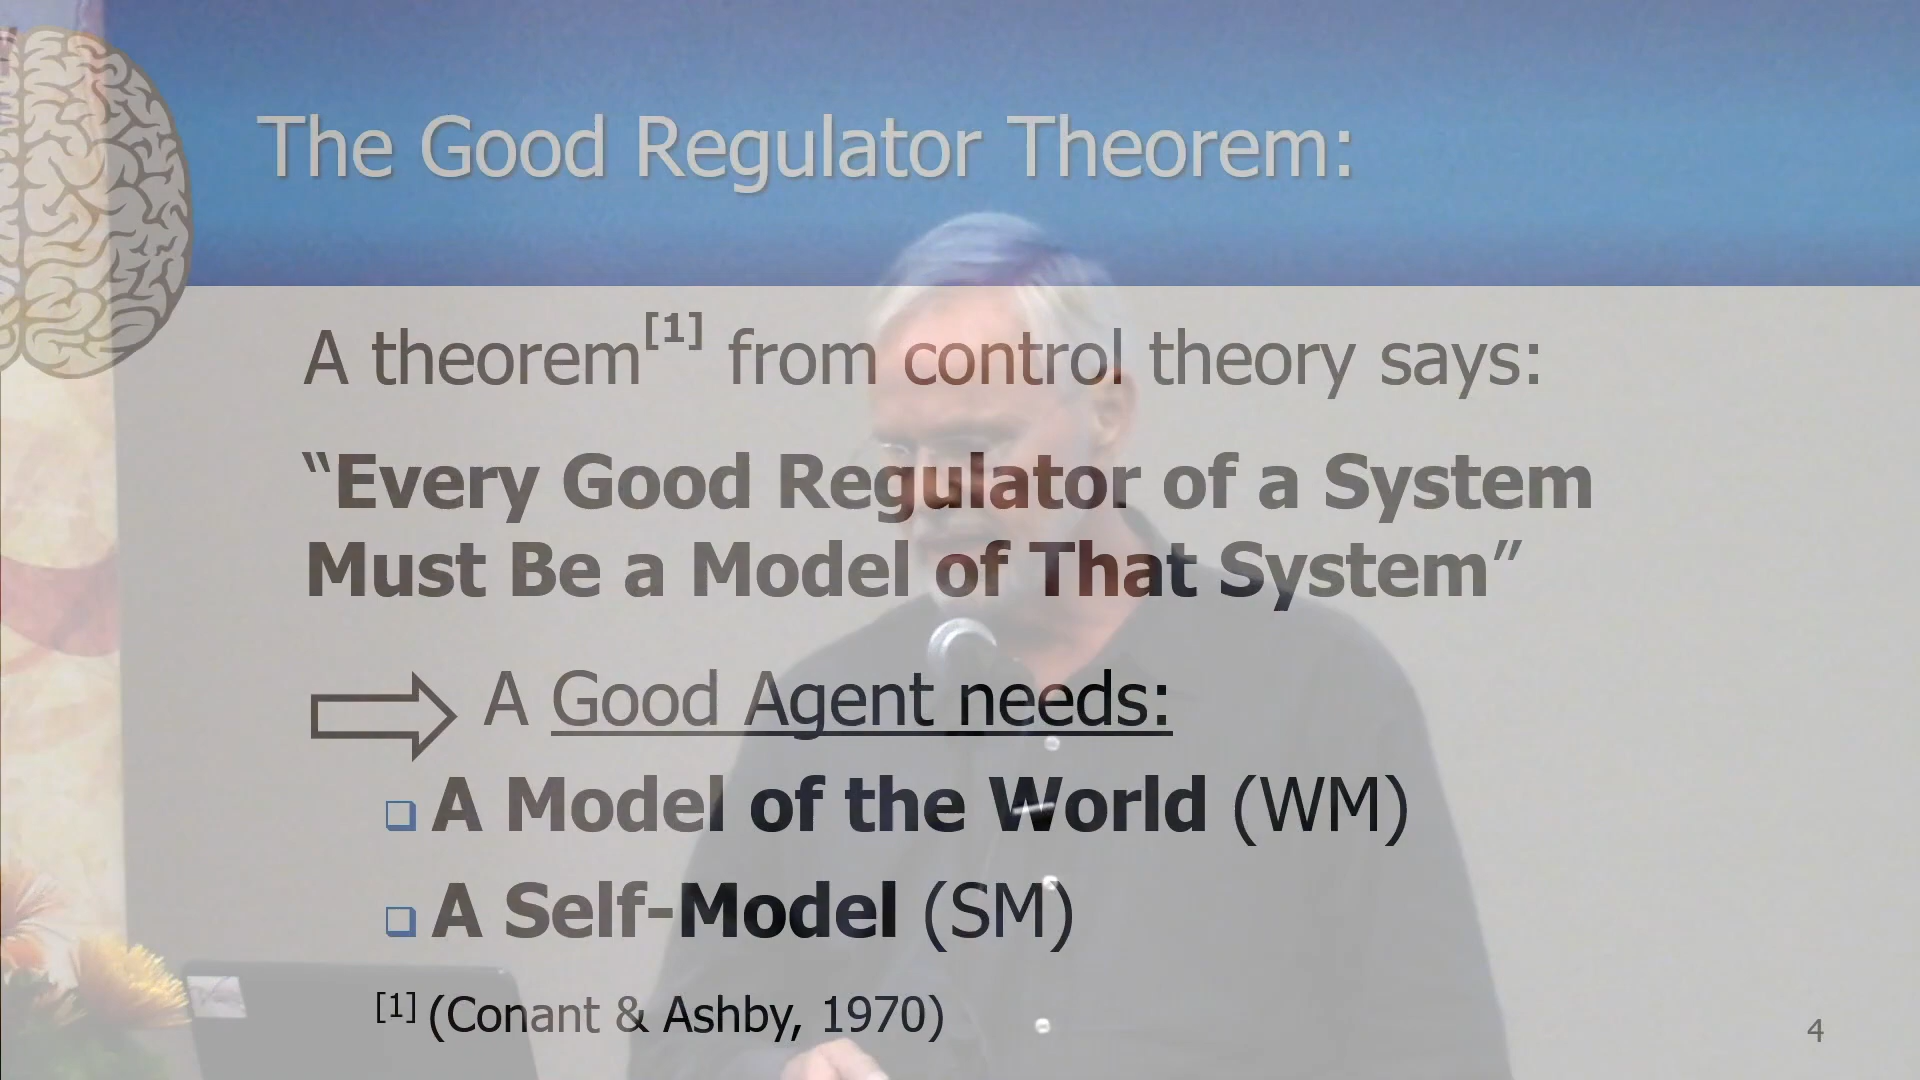 The Good Regulator Theorem:
A theorem[1] from control theory says:
“Every Good Regulator of a System
Must Be a Model of That System”
A Good Agent needs:
A Model of the World (WM)
A Self-Model (SM)
[1] (Conant & Ashby, 1970)
4